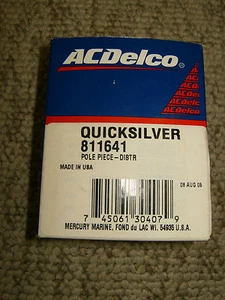 ACDelco
ACDelco
ACDelco
ACDelco
QUICKSILVER
811641
POLE PIECE-DISTR
MADE IN USA
7 45061 30407 9
MERCURY MARINE, FOND du LAC WI. 54935 U.S.A.